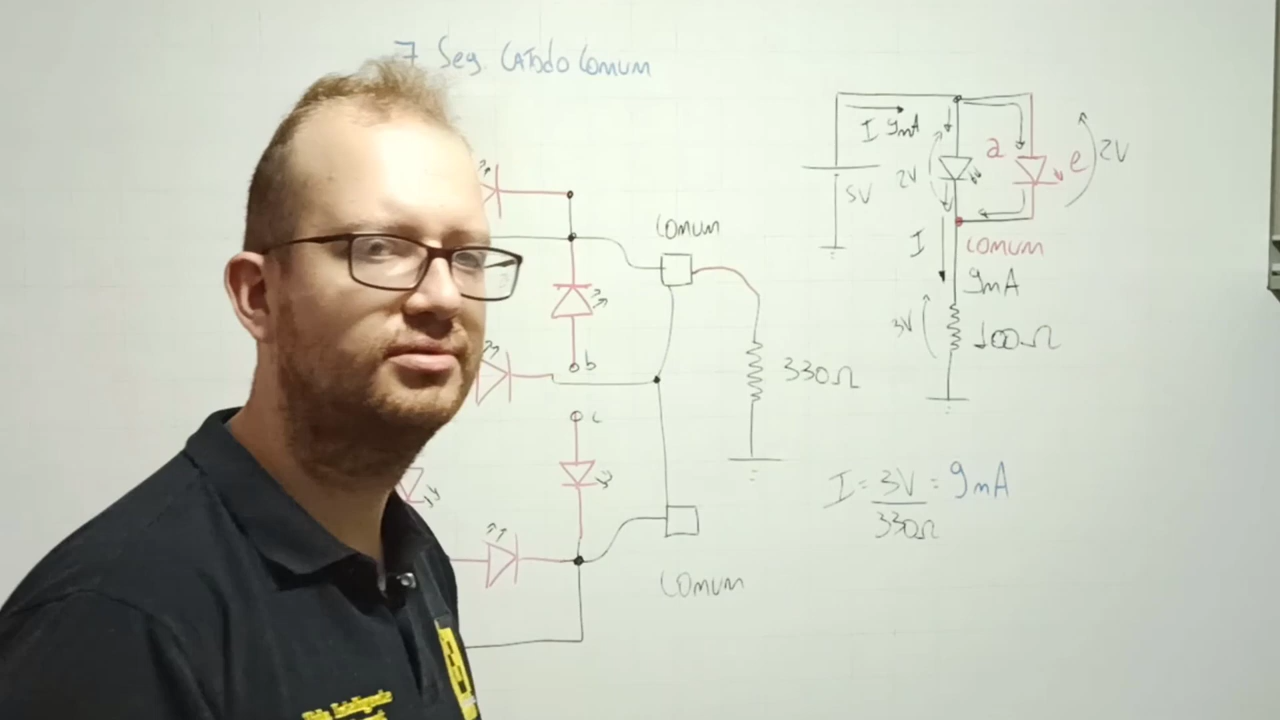 7 Seg. CATodo Comum
I 9mA
5V
2V
a
e
2V
I
COMUM
9mA
3V
100Ω
COMUM
b
330Ω
c
COMUM
I = 3V = 9mA
330Ω